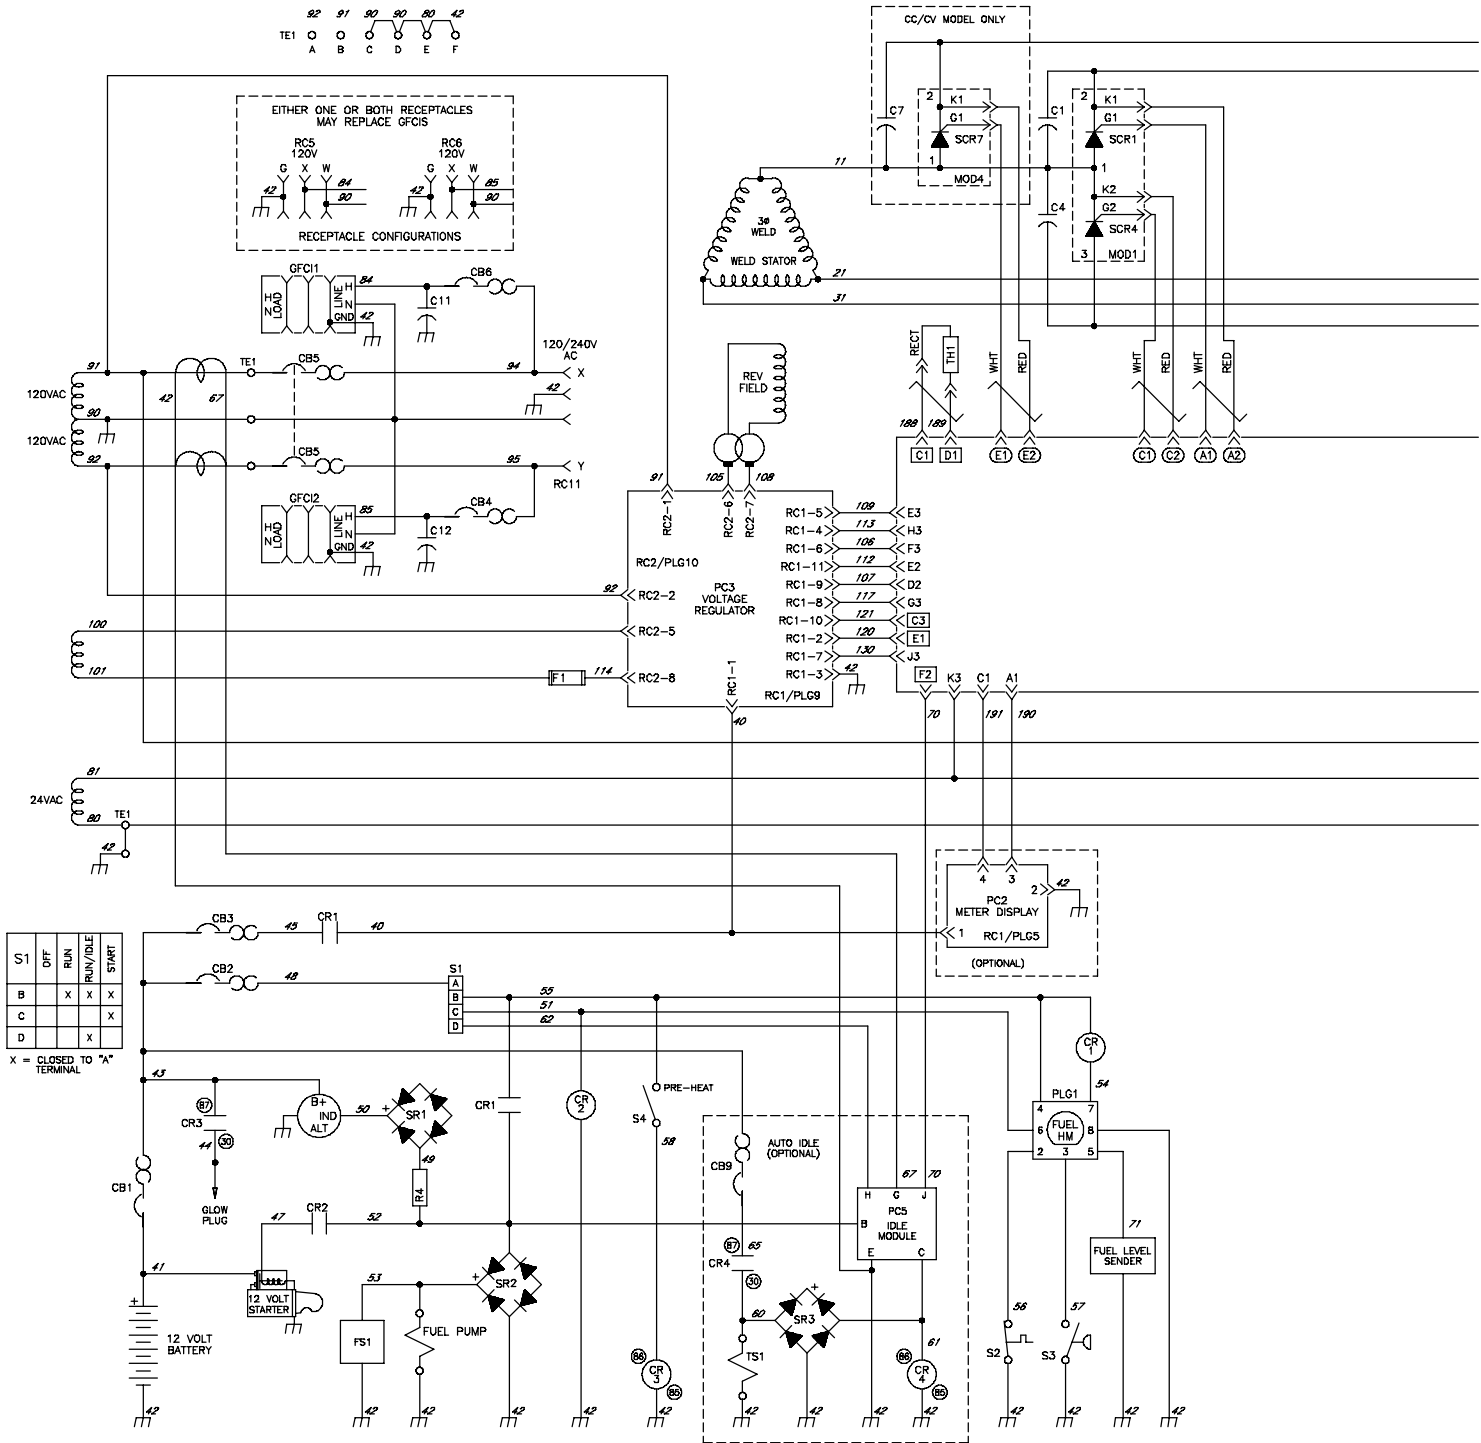 92 91 90 90 80 42
TE1
A B C D E F
CC/CV MODEL ONLY
EITHER ONE OR BOTH RECEPTACLES
MAY REPLACE GFCIS
RC5
120V
G X W
42
84
90
RC6
120V
G X W
42
85
90
RECEPTACLE CONFIGURATIONS
C7
2
K1
G1
SCR7
1
MOD4
C1
2
K1
G1
SCR1
1
K2
G2
SCR4
3
MOD1
C4
11
3Φ
WELD
WELD STATOR
21
31
GFCI1
H
N
LOAD
LINE
H
N
GND
84
42
C11
CB6
120/240V
AC
91
TE1
CB5
94
X
120VAC
42
67
42
90
120VAC
92
CB5
95
Y
RC11
GFCI2
H
N
LOAD
LINE
H
N
GND
85
42
C12
CB4
REV
FIELD
RECT
TH1
WHT
RED
WHT
RED
WHT
RED
188
189
C1
D1
E1
E2
C1
C2
A1
A2
91
105
108
RC2-1
RC2-6
RC2-7
RC2/PLG10
PC3
VOLTAGE
REGULATOR
92
RC2-2
100
RC2-5
101
F1
114
RC2-8
RC1-1
RC1/PLG9
RC1-5 109 E3
RC1-4 113 H3
RC1-6 106 F3
RC1-11 112 E2
RC1-9 107 D2
RC1-8 117 G3
RC1-10 121 C3
RC1-2 120 E1
RC1-7 130 J3
RC1-3 42
F2 K3 C1 A1
40
70
191
190
81
24VAC
80
TE1
42
4 3
2
42
PC2
METER DISPLAY
1
RC1/PLG5
(OPTIONAL)
CB3
45
CR1
40
CB2
48
S1
A
B
C
D
55
51
62
S1 OFF RUN RUN/IDLE START
B X X X
C X
D X
X = CLOSED TO "A"
TERMINAL
43
87
CR3
44
30
GLOW
PLUG
B+
IND
ALT
50
+
SR1
49
R4
CR1
CR
2
PRE-HEAT
S4
58
CR
1
54
PLG1
4 7
6 8
2 3 5
FUEL
HM
AUTO IDLE
(OPTIONAL)
CB9
67
70
H G J
PC5
B
IDLE
MODULE
E C
CB1
47
CR2
52
41
12 VOLT
STARTER
+
12 VOLT
BATTERY
53
+
SR2
FS1
FUEL PUMP
87
65
CR4
30
60
+
SR3
TS1
61
86
CR
3
85
86
CR
4
85
71
FUEL LEVEL
SENDER
56
S2
57
S3
42 42 42 42 42 42 42 42 42 42 42 42 42 42